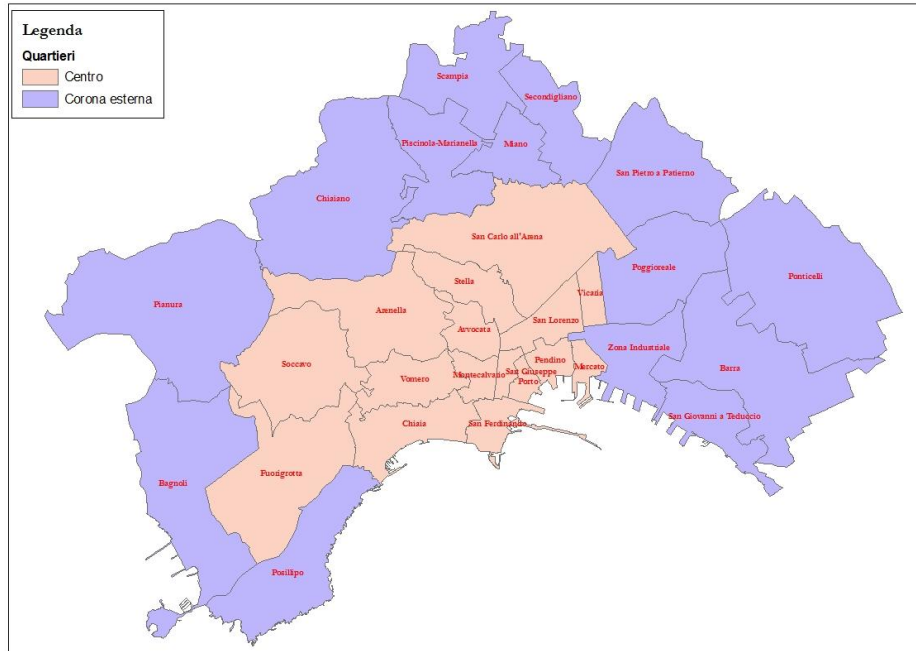 Legenda
Quartieri
Centro
Corona esterna
Scampia
Secondigliano
Piscinola-Marianella
Miano
San Pietro a Patierno
Chiaiano
San Carlo all'Arena
Poggioreale
Ponticelli
Stella
Vicaria
Pianura
Arenella
San Lorenzo
Avvocata
Zona Industriale
Pendino
Soccavo
Mercato
Barra
Vomero
Montecalvario
San Giuseppe
Porto
San Giovanni a Teduccio
Chiaia
San Ferdinando
Fuorigrotta
Bagnoli
Posillipo